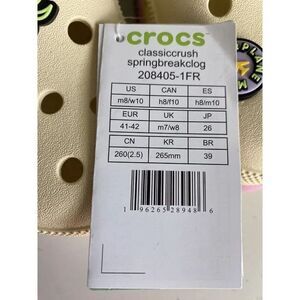 crocs
classiccrush
springbreakclog
208405-1FR
US CAN ES
m8/w10 h8/f10 h8/m10
EUR UK JP
41-42 m7/w8 26
CN KR BR
260(2.5) 265mm 39
1 96265 28948 6
PLANE M